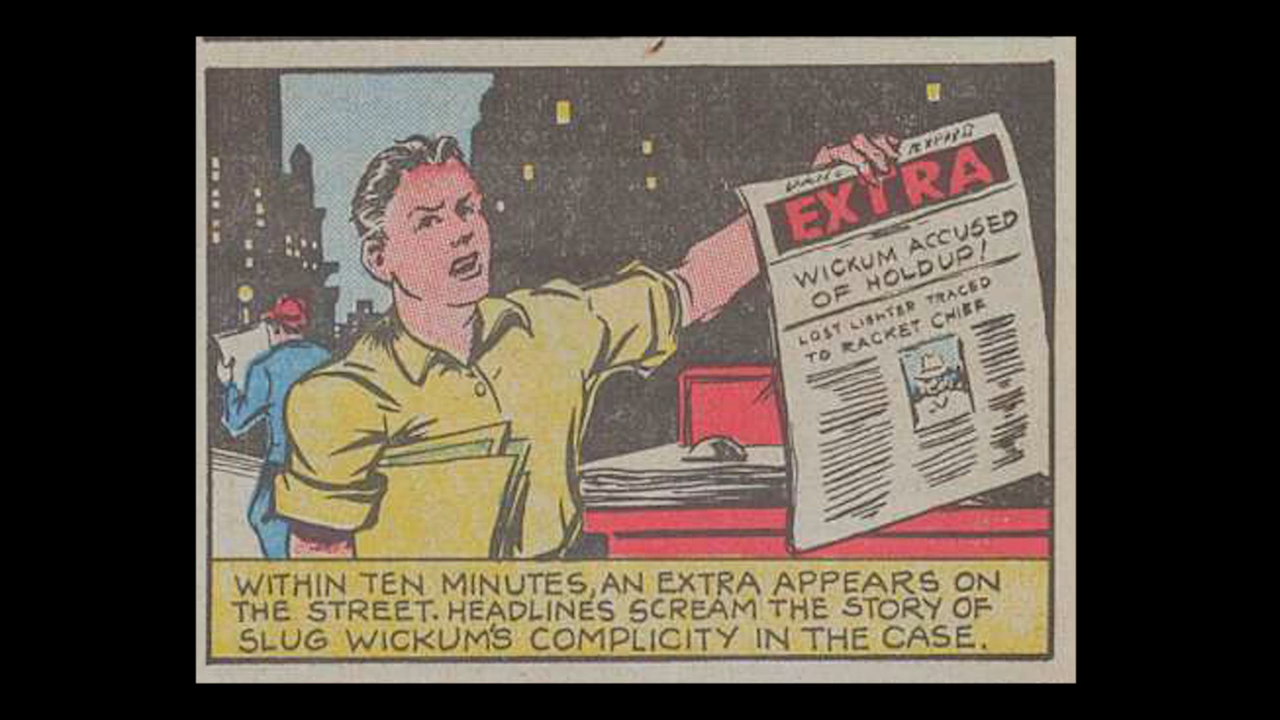 EXTRA
WICKUM ACCUSED
OF HOLDUP!
LOST LIGHTER TRACED
TO RACKET CHIEF
WITHIN TEN MINUTES, AN EXTRA APPEARS ON
THE STREET. HEADLINES SCREAM THE STORY OF
SLUG WICKUM'S COMPLICITY IN THE CASE.